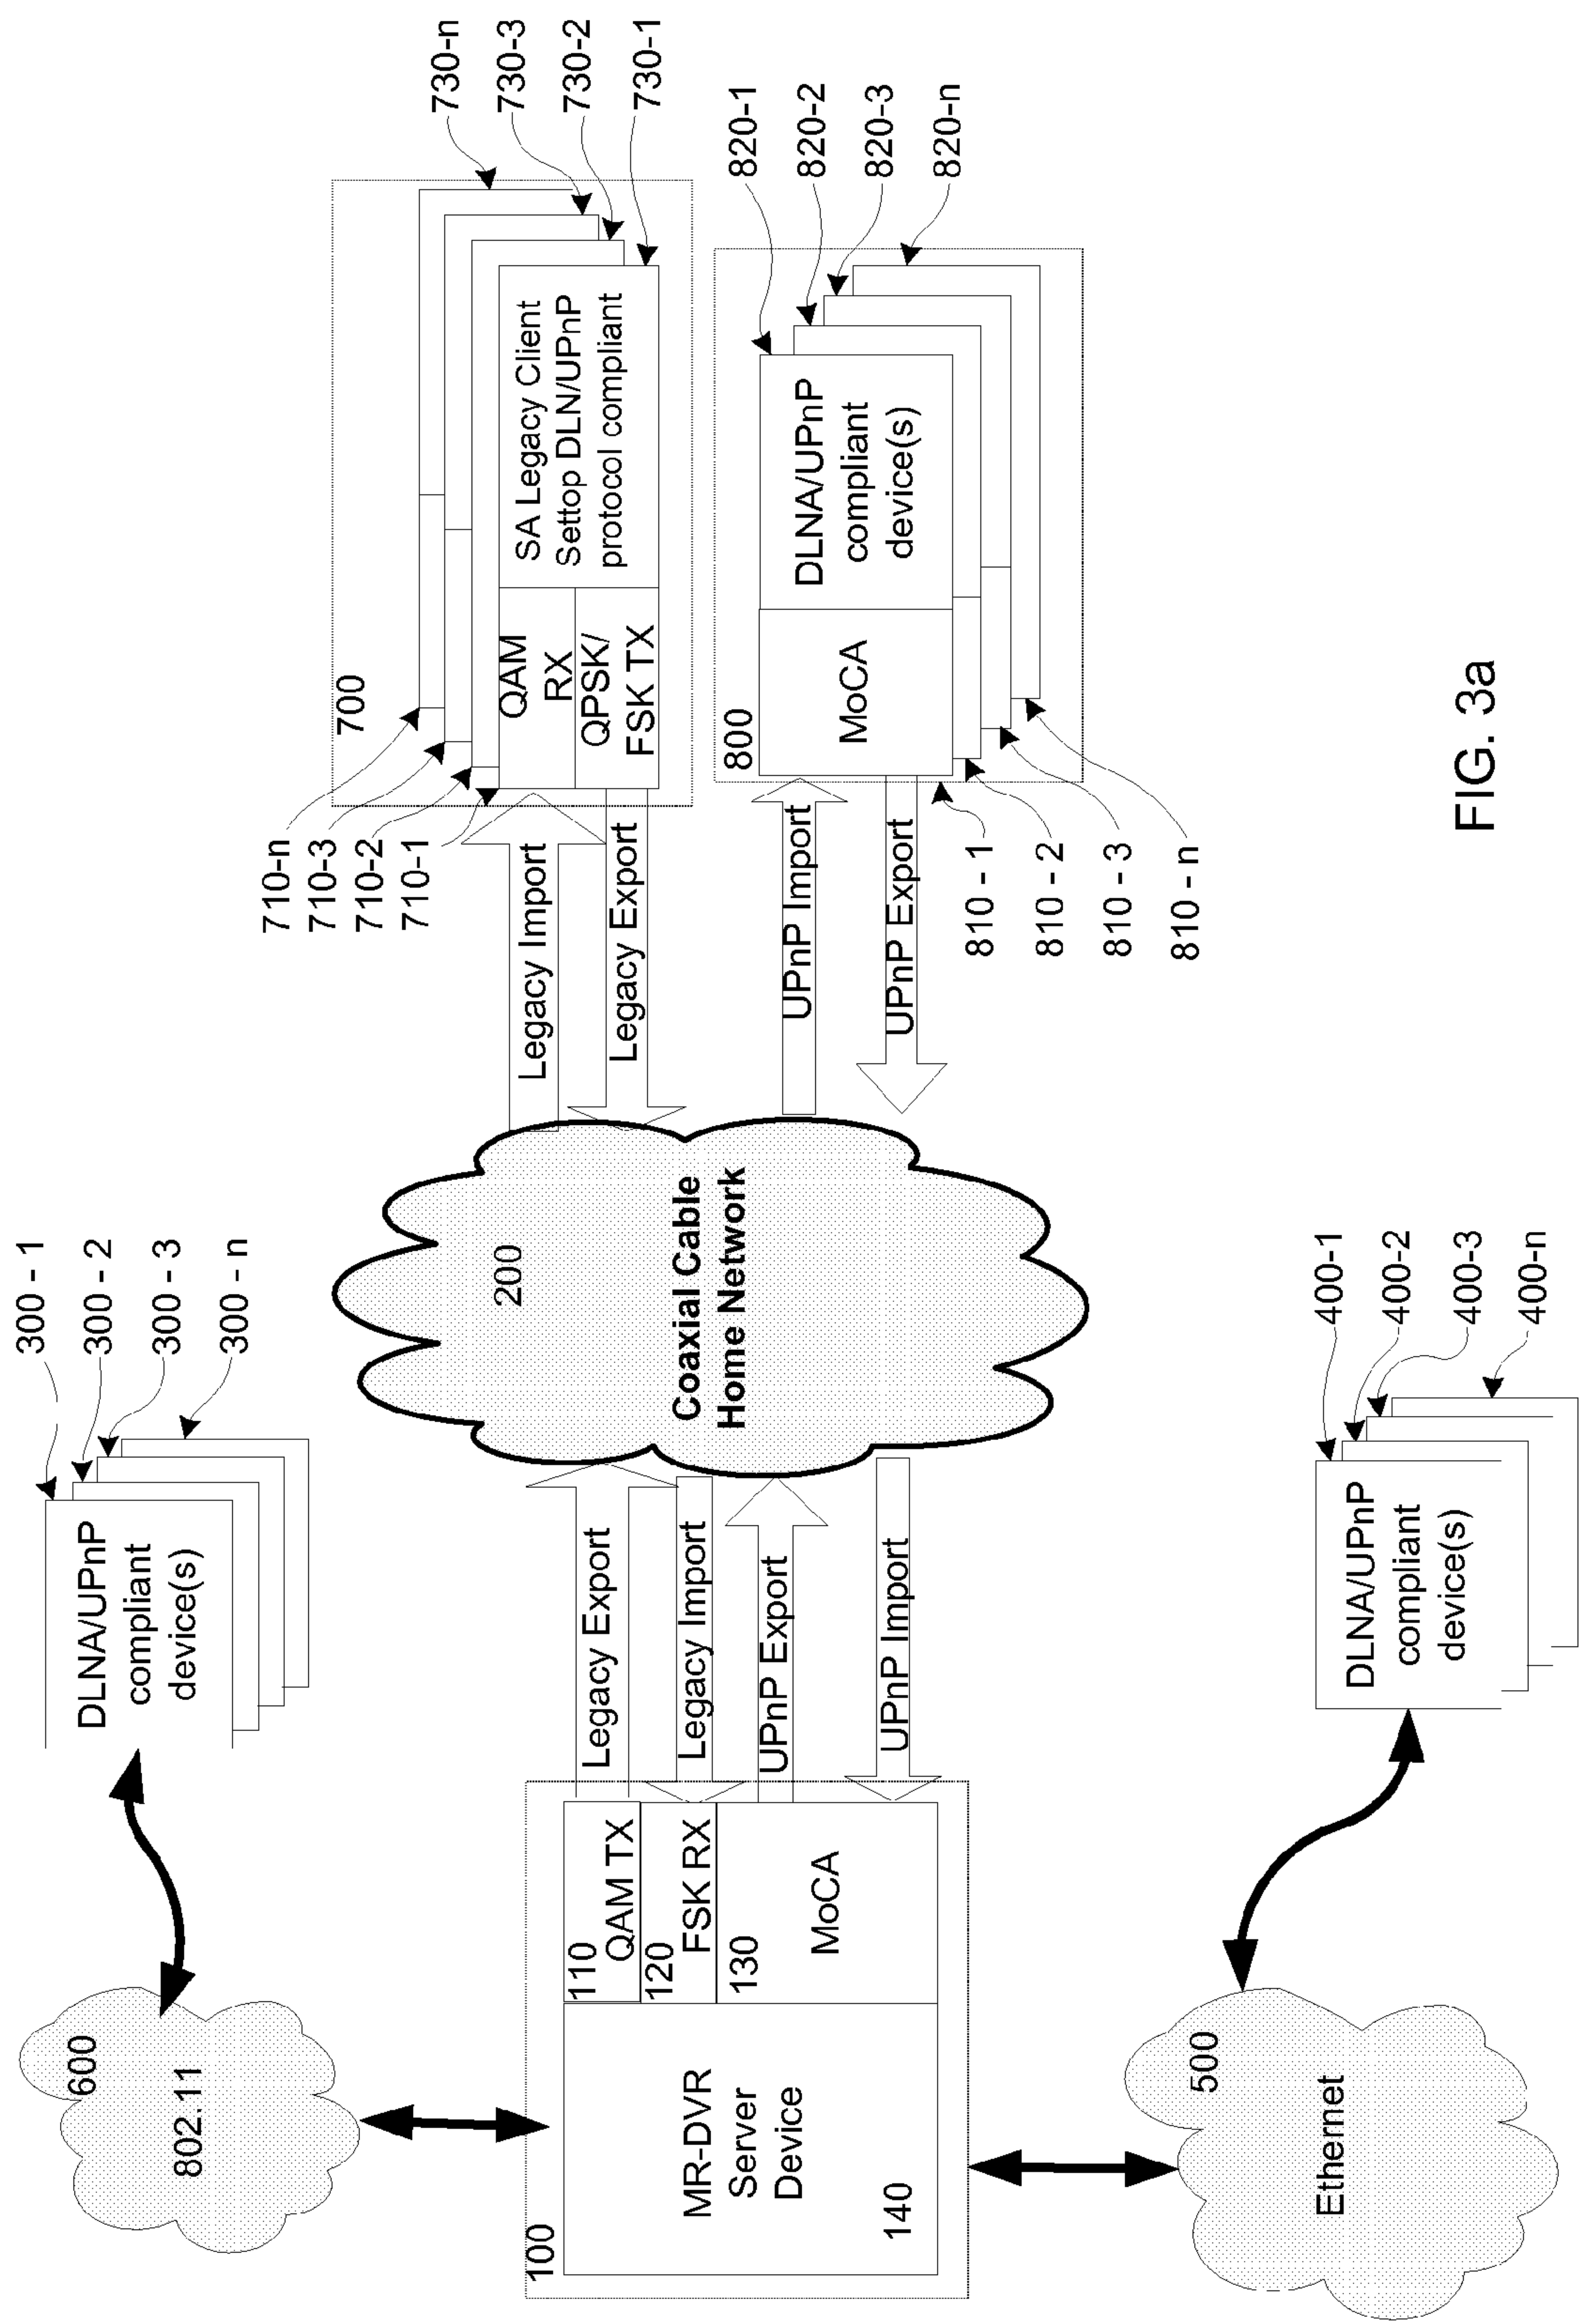 600
802.11
DLNA/UPnP
compliant
device(s)
300 - 1
300 - 2
300 - 3
300 - n
100
MR-DVR
Server
Device
140
110
QAM TX
120
FSK RX
130
MoCA
Legacy Export
Legacy Import
UPnP Export
UPnP Import
200
Coaxial Cable
Home Network
Legacy Import
Legacy Export
UPnP Import
UPnP Export
710-n
710-3
710-2
710-1
700
QAM
RX
QPSK/
FSK TX
SA Legacy Client
Settop DLN/UPnP
protocol compliant
730-n
730-3
730-2
730-1
800
MoCA
DLNA/UPnP
compliant
device(s)
820-1
820-2
820-3
820-n
810 - 1
810 - 2
810 - 3
810 - n
500
Ethernet
DLNA/UPnP
compliant
device(s)
400-1
400-2
400-3
400-n
FIG. 3a